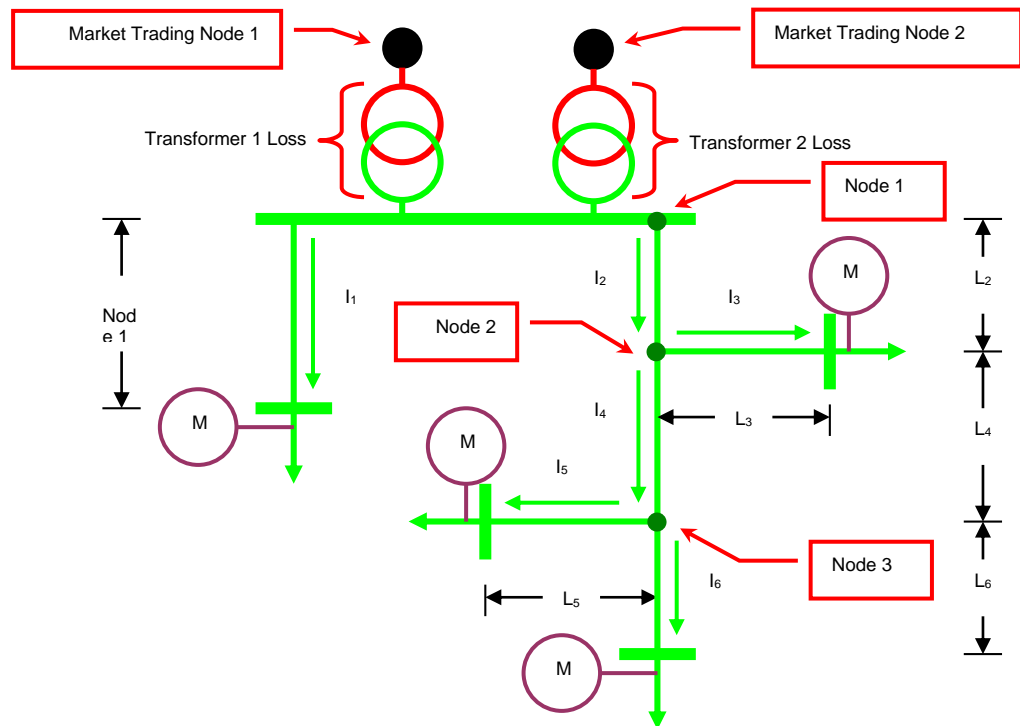 Market Trading Node 1
Market Trading Node 2
Transformer 1 Loss
Transformer 2 Loss
Node 1
M
I1
I2
I3
L2
Nod
e 1
Node 2
M
I4
L3
L4
M
I5
Node 3
I6
L6
L5
M